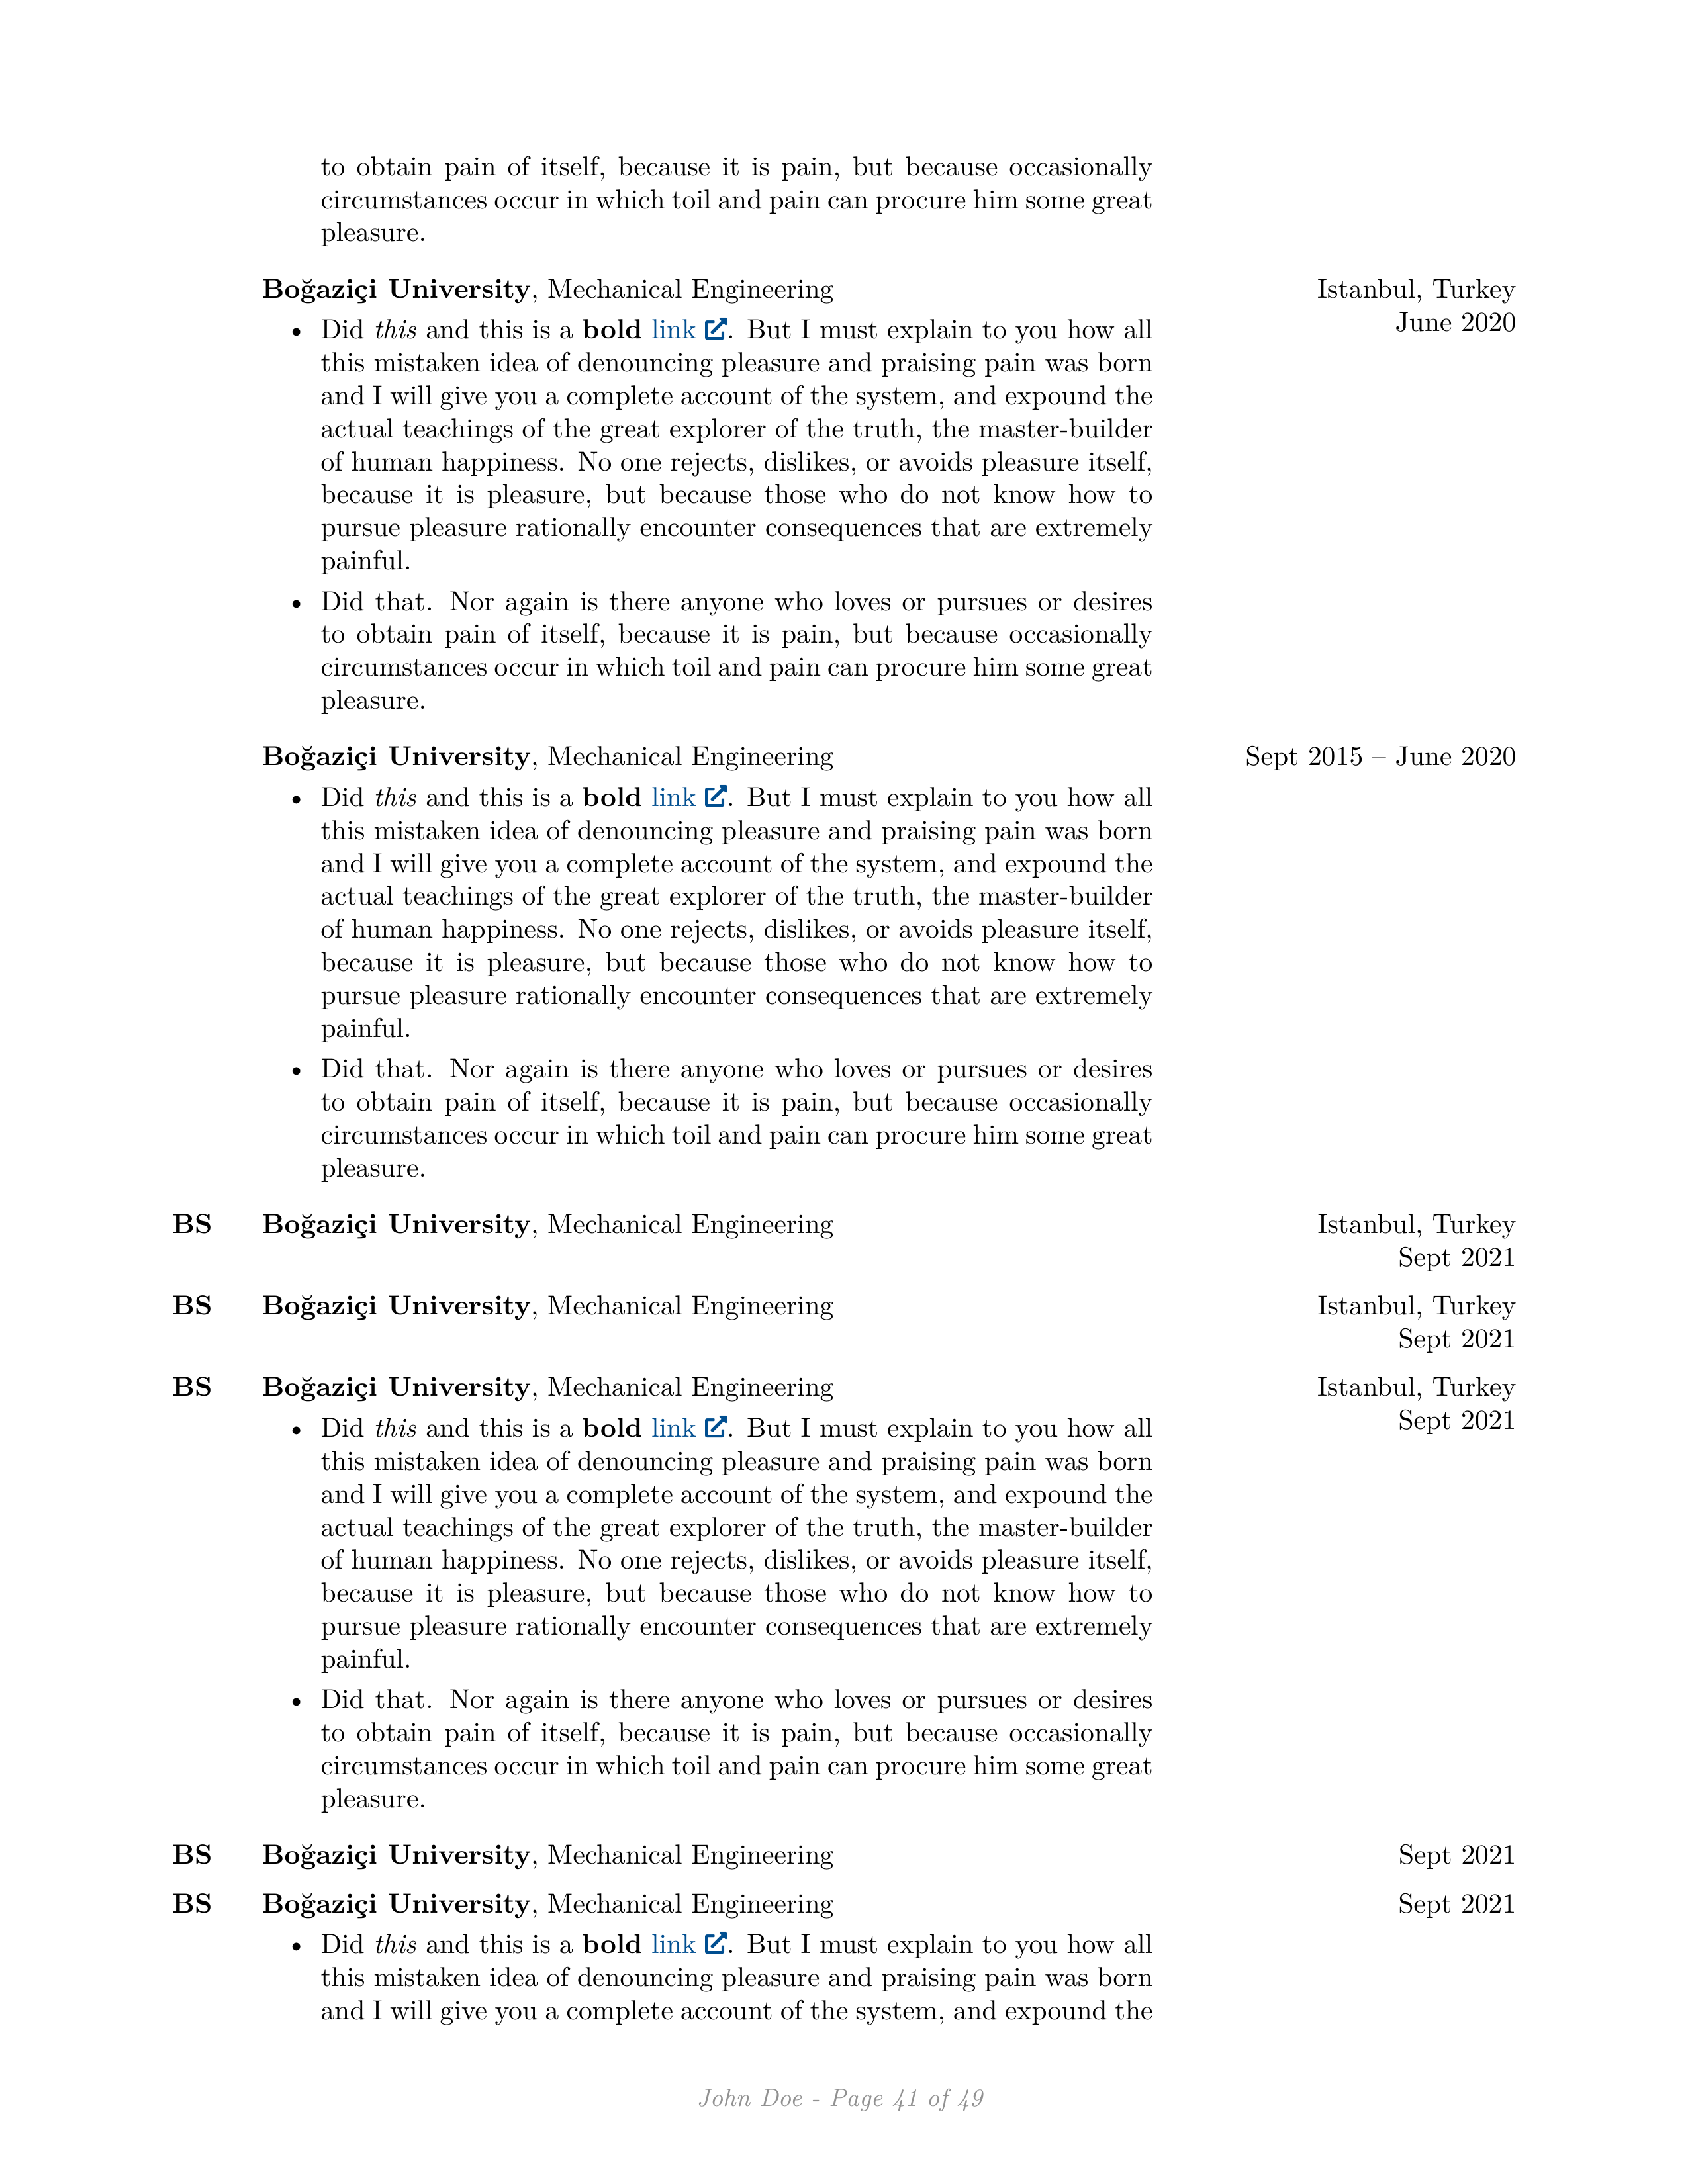 to obtain pain of itself, because it is pain, but because occasionally
circumstances occur in which toil and pain can procure him some great
pleasure.
Boğaziçi University, Mechanical Engineering Istanbul, Turkey
June 2020
• Did this and this is a bold link. But I must explain to you how all
this mistaken idea of denouncing pleasure and praising pain was born
and I will give you a complete account of the system, and expound the
actual teachings of the great explorer of the truth, the master-builder
of human happiness. No one rejects, dislikes, or avoids pleasure itself,
because it is pleasure, but because those who do not know how to
pursue pleasure rationally encounter consequences that are extremely
painful.
• Did that. Nor again is there anyone who loves or pursues or desires
to obtain pain of itself, because it is pain, but because occasionally
circumstances occur in which toil and pain can procure him some great
pleasure.
Boğaziçi University, Mechanical Engineering Sept 2015 – June 2020
• Did this and this is a bold link. But I must explain to you how all
this mistaken idea of denouncing pleasure and praising pain was born
and I will give you a complete account of the system, and expound the
actual teachings of the great explorer of the truth, the master-builder
of human happiness. No one rejects, dislikes, or avoids pleasure itself,
because it is pleasure, but because those who do not know how to
pursue pleasure rationally encounter consequences that are extremely
painful.
• Did that. Nor again is there anyone who loves or pursues or desires
to obtain pain of itself, because it is pain, but because occasionally
circumstances occur in which toil and pain can procure him some great
pleasure.
BS Boğaziçi University, Mechanical Engineering Istanbul, Turkey
Sept 2021
BS Boğaziçi University, Mechanical Engineering Istanbul, Turkey
Sept 2021
BS Boğaziçi University, Mechanical Engineering Istanbul, Turkey
Sept 2021
• Did this and this is a bold link. But I must explain to you how all
this mistaken idea of denouncing pleasure and praising pain was born
and I will give you a complete account of the system, and expound the
actual teachings of the great explorer of the truth, the master-builder
of human happiness. No one rejects, dislikes, or avoids pleasure itself,
because it is pleasure, but because those who do not know how to
pursue pleasure rationally encounter consequences that are extremely
painful.
• Did that. Nor again is there anyone who loves or pursues or desires
to obtain pain of itself, because it is pain, but because occasionally
circumstances occur in which toil and pain can procure him some great
pleasure.
BS Boğaziçi University, Mechanical Engineering Sept 2021
BS Boğaziçi University, Mechanical Engineering Sept 2021
• Did this and this is a bold link. But I must explain to you how all
this mistaken idea of denouncing pleasure and praising pain was born
and I will give you a complete account of the system, and expound the
John Doe - Page 41 of 49